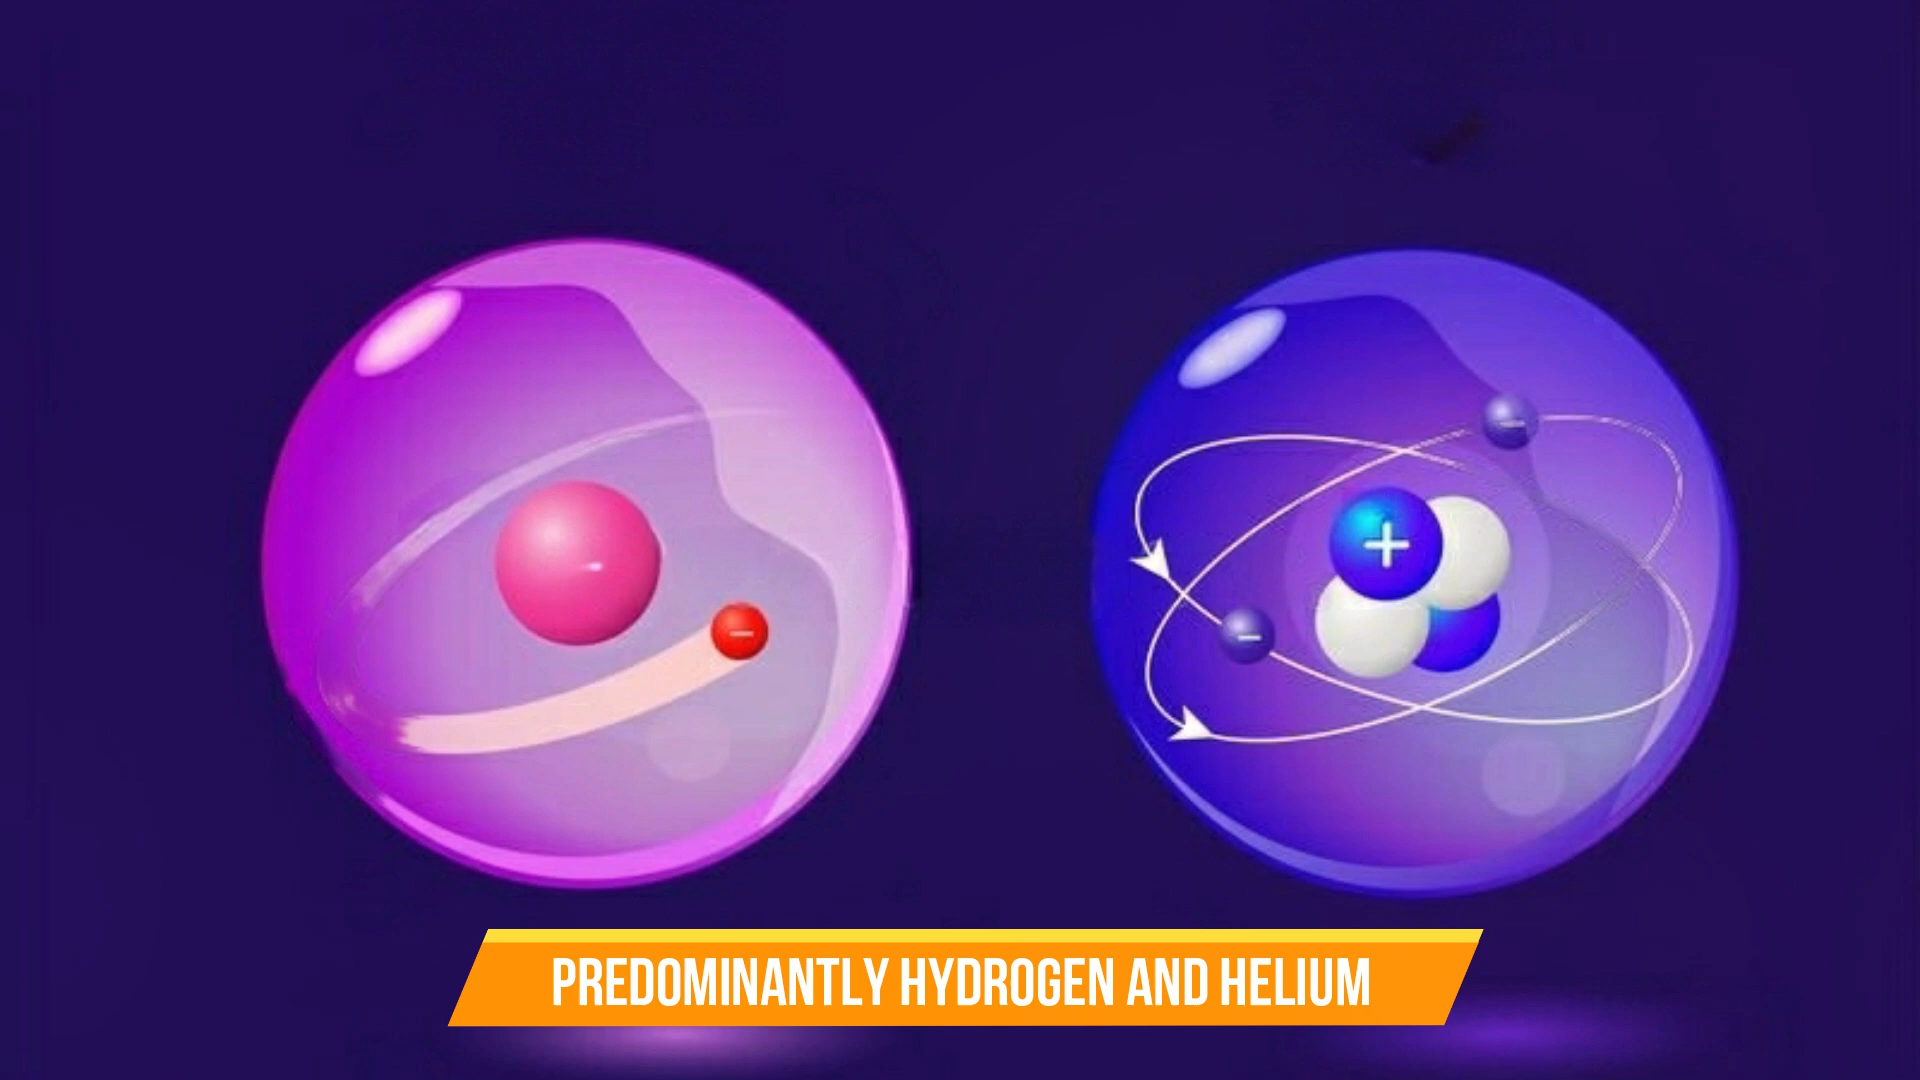 −
−
+
−
PREDOMINANTLY HYDROGEN AND HELIUM